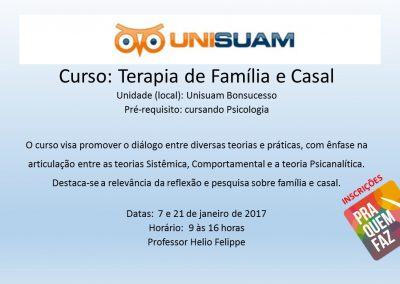 UNISUAM
Curso: Terapia de Família e Casal
Unidade (local): Unisuam Bonsucesso
Pré-requisito: cursando Psicologia
O curso visa promover o diálogo entre diversas teorias e práticas, com ênfase na
articulação entre as teorias Sistêmica, Comportamental e a teoria Psicanalítica.
Destaca-se a relevância da reflexão e pesquisa sobre família e casal.
INSCRIÇÕES
PRA
QUEM
FAZ
Datas: 7 e 21 de janeiro de 2017
Horário: 9 às 16 horas
Professor Helio Felippe